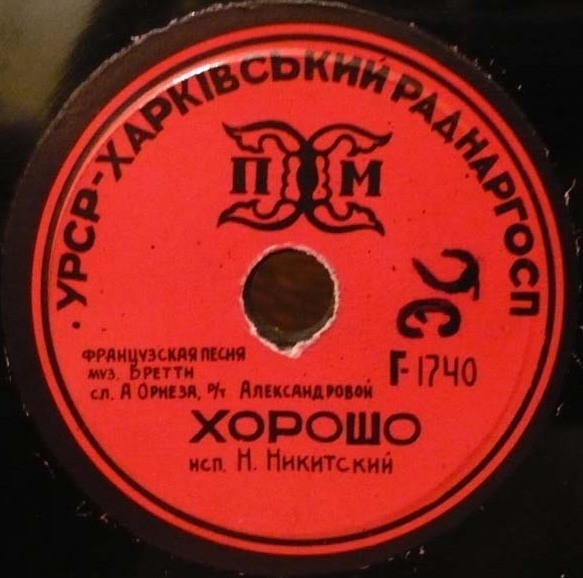 · УРСР-ХАРКІВСЬКИЙ РАДНАРГОСП
П М
Г-1740
ФРАНЦУЗСКАЯ ПЕСНЯ
муз. БРЕТТИ
сл. А ОРНЕЗА, Р/Т АЛЕКСАНДРОВОЙ
ХОРОШО
исп. Н. НИКИТСКИЙ